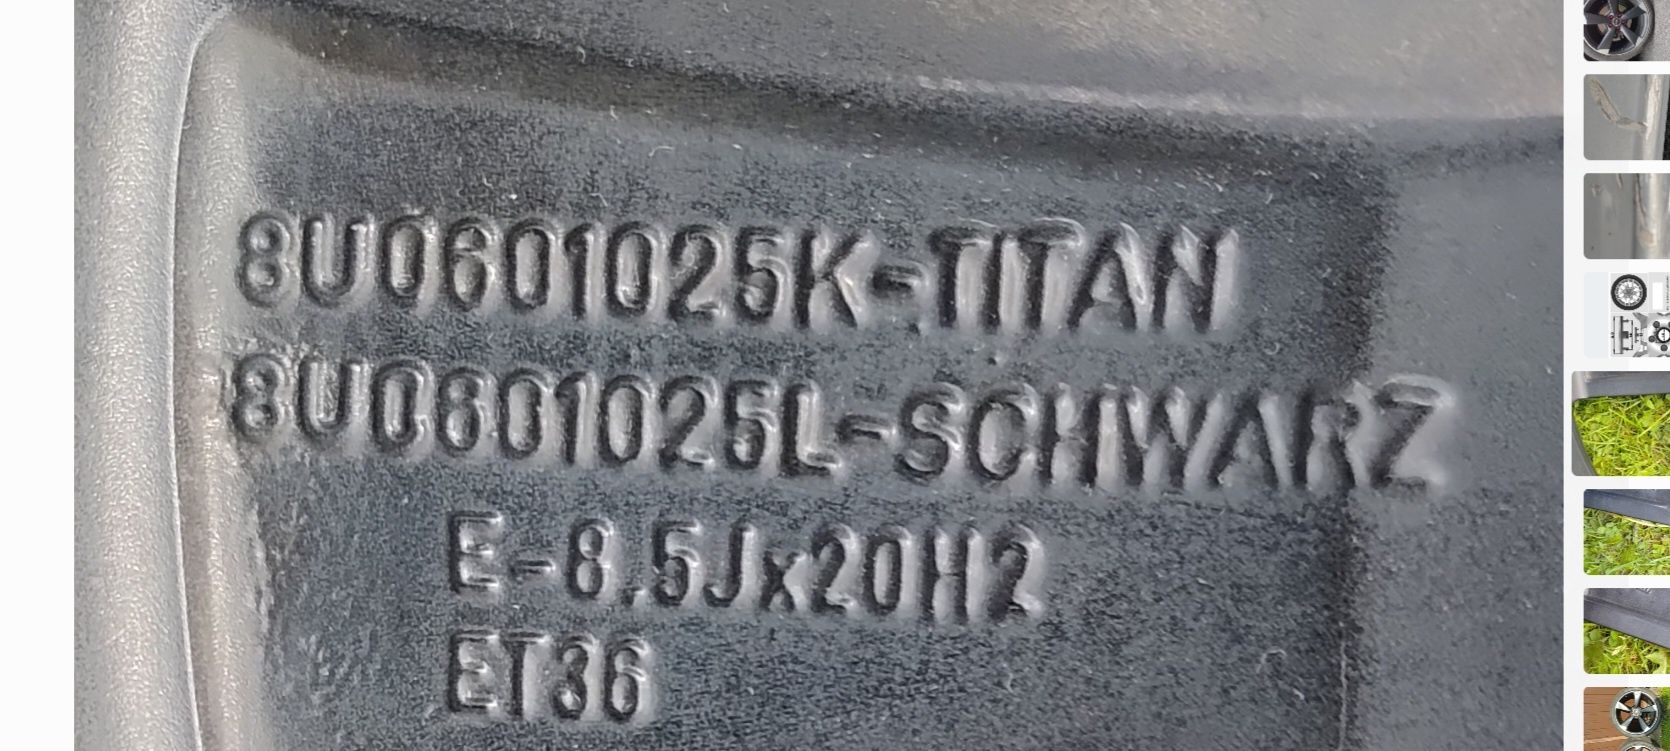 8U0601025K-TITAN
8U0601025L-SCHWARZ
E-8.5Jx20H2
ET36